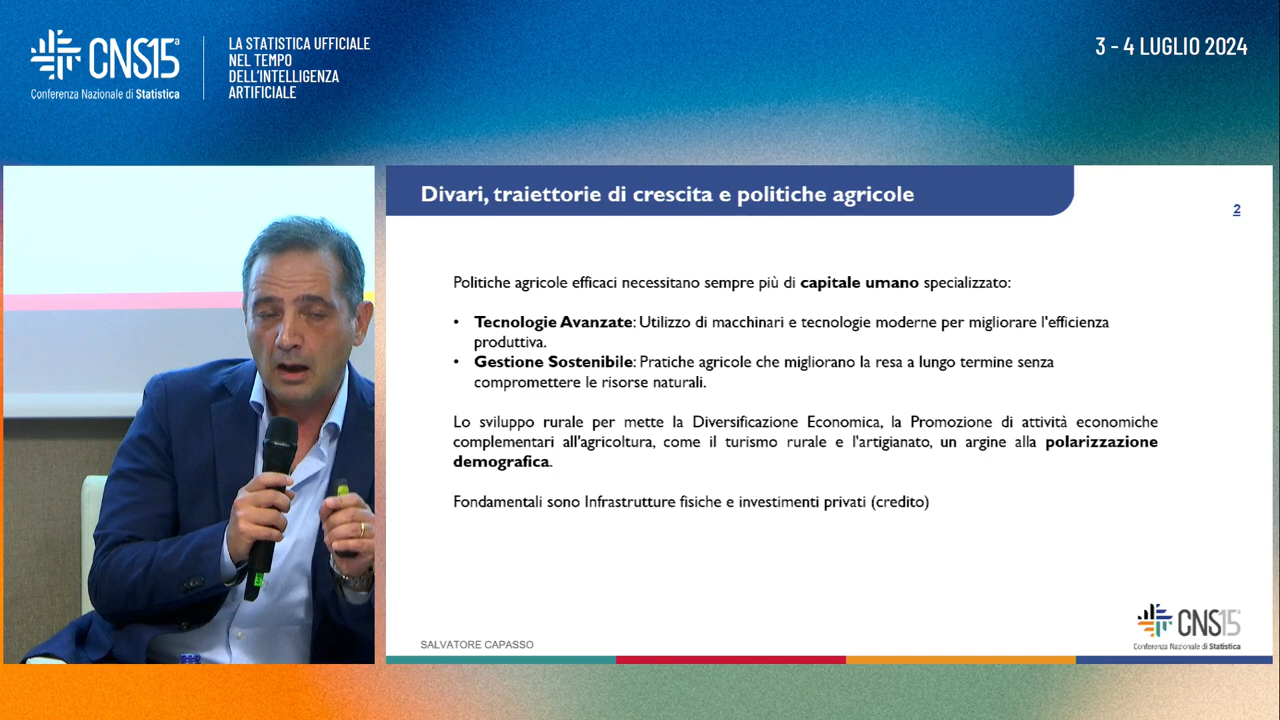 CNS15ª
Conferenza Nazionale di Statistica
LA STATISTICA UFFICIALE
NEL TEMPO
DELL'INTELLIGENZA
ARTIFICIALE
3 - 4 LUGLIO 2024
Divari, traiettorie di crescita e politiche agricole
2
Politiche agricole efficaci necessitano sempre più di capitale umano specializzato:
• Tecnologie Avanzate: Utilizzo di macchinari e tecnologie moderne per migliorare l'efficienza
produttiva.
• Gestione Sostenibile: Pratiche agricole che migliorano la resa a lungo termine senza
compromettere le risorse naturali.
Lo sviluppo rurale per mette la Diversificazione Economica, la Promozione di attività economiche
complementari all'agricoltura, come il turismo rurale e l'artigianato, un argine alla polarizzazione
demografica.
Fondamentali sono Infrastrutture fisiche e investimenti privati (credito)
SALVATORE CAPASSO
CNS15ª
Conferenza Nazionale di Statistica